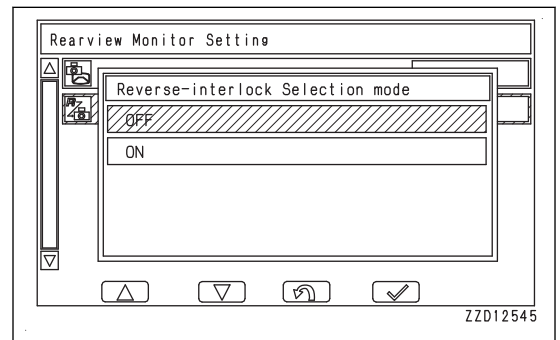 Rearview Monitor Setting
Reverse-interlock Selection mode
OFF
ON
ZZD12545